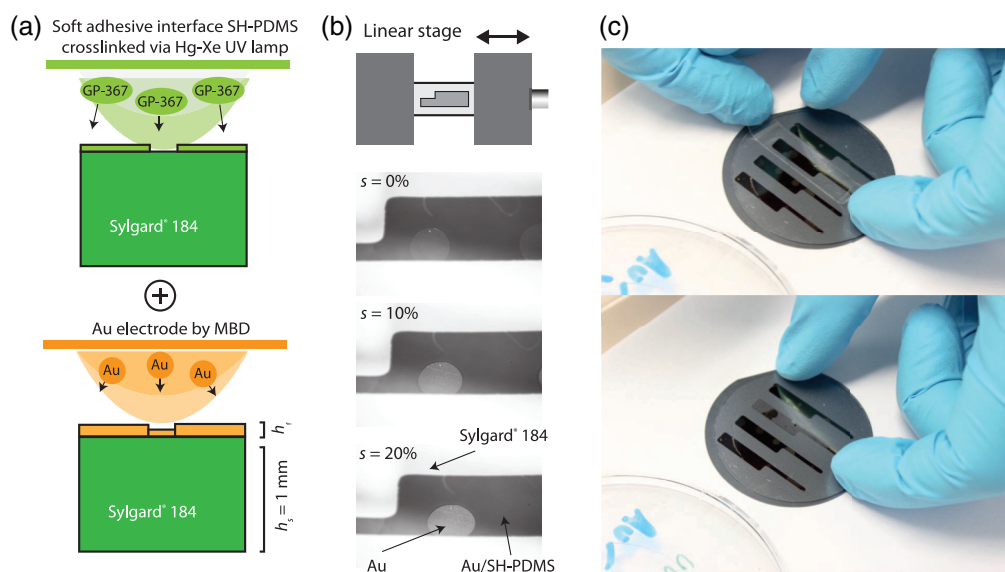 (a)
Soft adhesive interface SH-PDMS
crosslinked via Hg-Xe UV lamp
GP-367
GP-367
GP-367
Sylgard® 184
+
Au electrode by MBD
Au
Au
Au
hf
Sylgard® 184
hs = 1 mm
(b)
Linear stage
s = 0%
s = 10%
s = 20%
Sylgard® 184
Au
Au/SH-PDMS
(c)